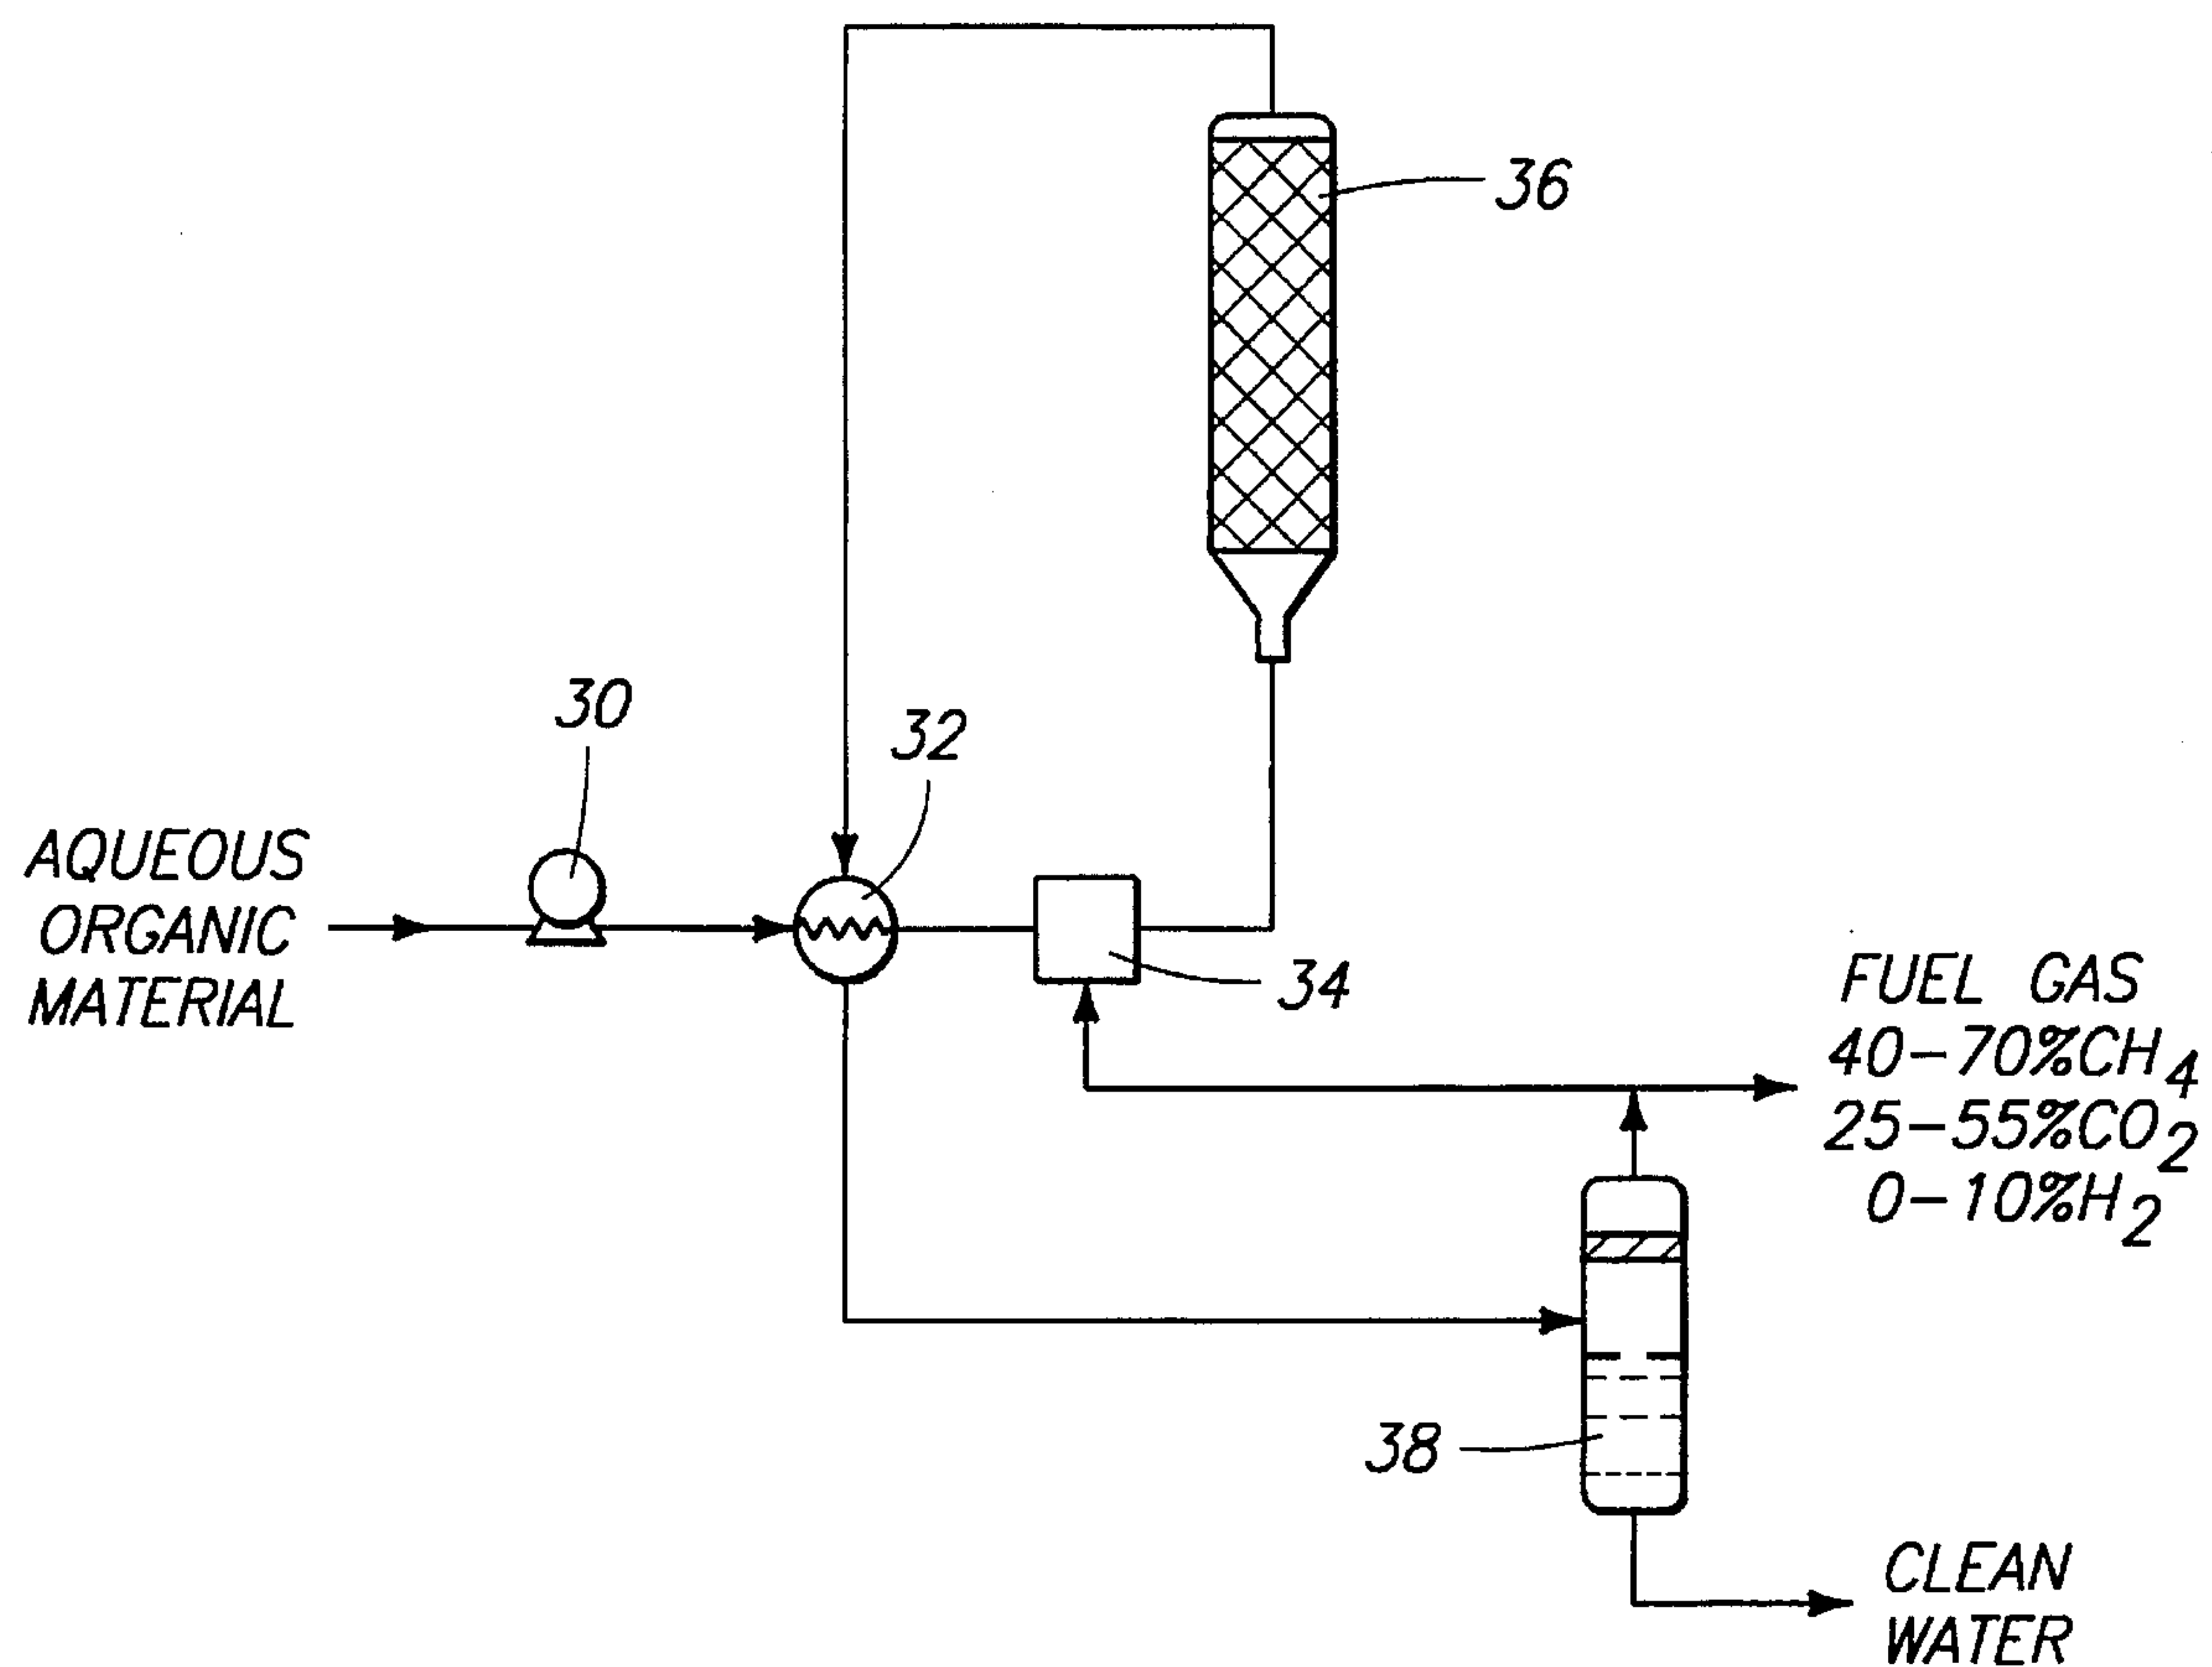 36
30
32
AQUEOUS
ORGANIC
MATERIAL
34
FUEL GAS
40-70%CH4
25-55%CO2
0-10%H2
38
CLEAN
WATER